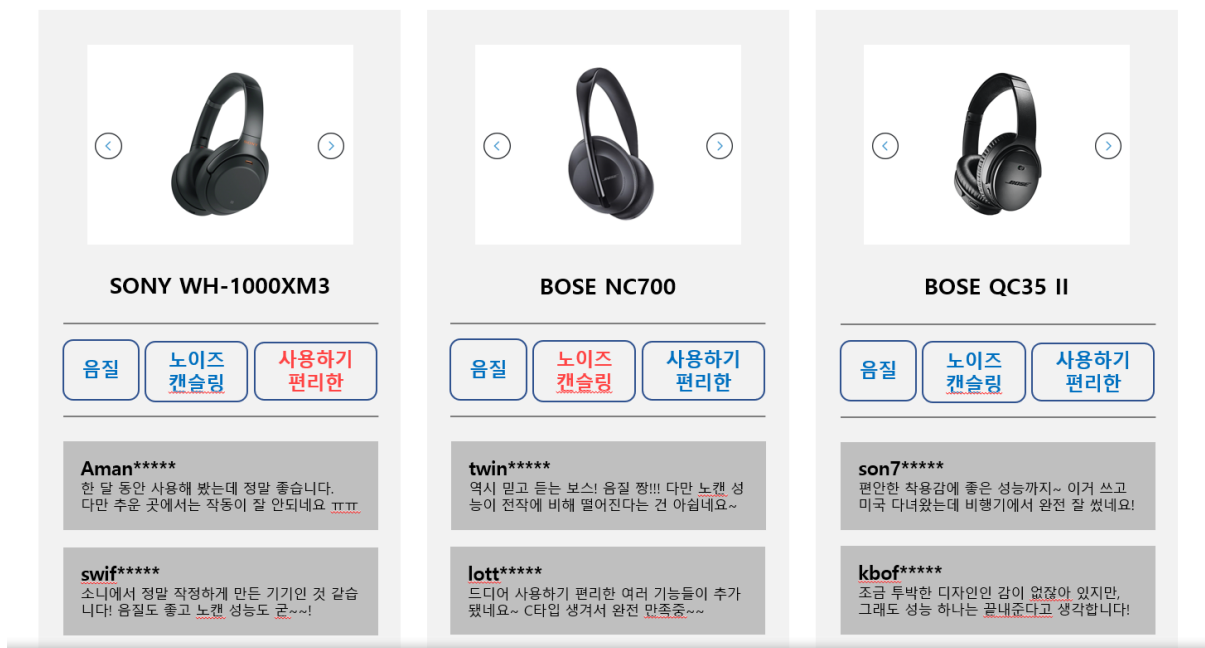 SONY WH-1000XM3
음질
노이즈
캔슬링
사용하기
편리한
Aman*****
한 달 동안 사용해 봤는데 정말 좋습니다.
다만 추운 곳에서는 작동이 잘 안되네요 ㅠㅠ
swif*****
소니에서 정말 작정하게 만든 기기인 것 같습
니다! 음질도 좋고 노캔 성능도 굳~~!
BOSE NC700
음질
노이즈
캔슬링
사용하기
편리한
twin*****
역시 믿고 듣는 보스! 음질 짱!!! 다만 노캔 성
능이 전작에 비해 떨어진다는 건 아쉽네요~
lott*****
드디어 사용하기 편리한 여러 기능들이 추가
됐네요~ C타입 생겨서 완전 만족중~~
BOSE
BOSE QC35 II
음질
노이즈
캔슬링
사용하기
편리한
son7*****
편안한 착용감에 좋은 성능까지~ 이거 쓰고
미국 다녀왔는데 비행기에서 완전 잘 썼네요!
kbof*****
조금 투박한 디자인인 감이 없잖아 있지만,
그래도 성능 하나는 끝내준다고 생각합니다!